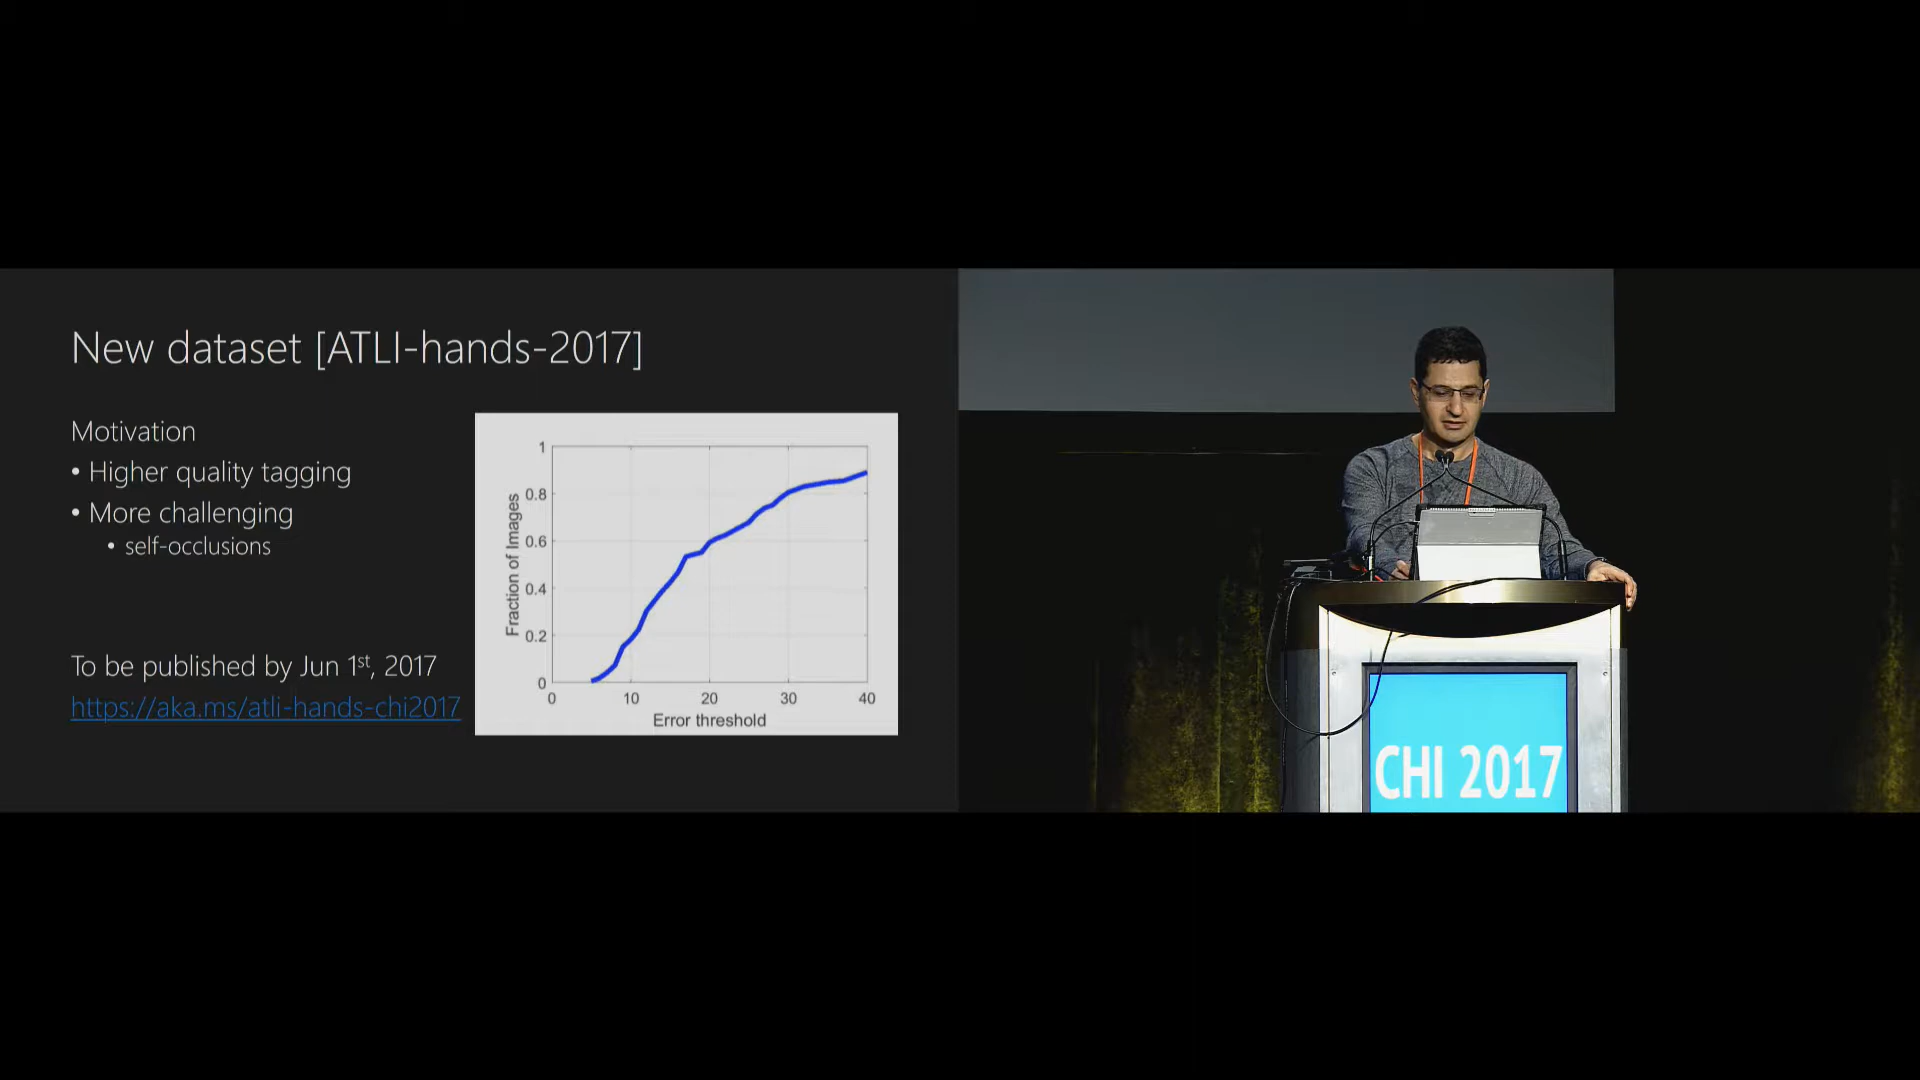 New dataset [ATLI-hands-2017]
Motivation
• Higher quality tagging
• More challenging
• self-occlusions
To be published by Jun 1st, 2017
https://aka.ms/atli-hands-chi2017
1
0.8
0.6
0.4
0.2
0
0 10 20 30 40
Fraction of Images
Error threshold
CHI 2017